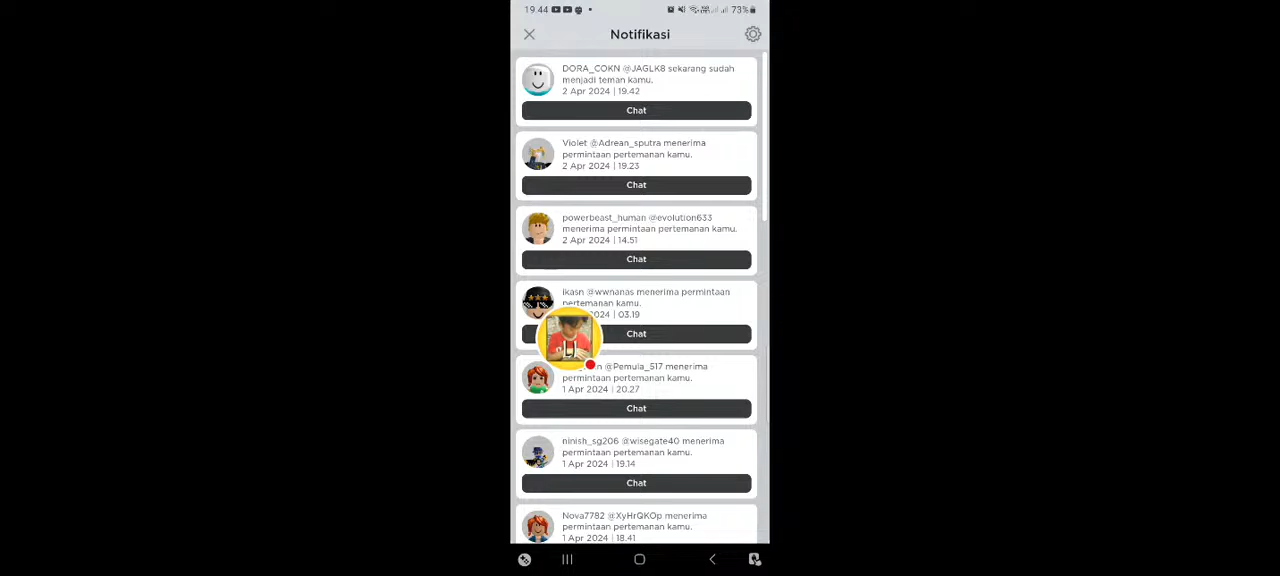 19.44
73%
Notifikasi
DORA_COKN @JAGLK8 sekarang sudah
menjadi teman kamu.
2 Apr 2024 | 19.42
Chat
Violet @Adrean_sputra menerima
permintaan pertemanan kamu.
2 Apr 2024 | 19.23
Chat
powerbeast_human @evolution633
menerima permintaan pertemanan kamu.
2 Apr 2024 | 14.51
Chat
ikasn @wwnanas menerima permintaan
pertemanan kamu.
2024 | 03.19
Chat
@Pemula_517 menerima
permintaan pertemanan kamu.
1 Apr 2024 | 20.27
Chat
ninish_sg206 @wisegate40 menerima
permintaan pertemanan kamu.
1 Apr 2024 | 19.14
Chat
Nova7782 @XyHrQKOp menerima
permintaan pertemanan kamu.
1 Apr 2024 | 18.41